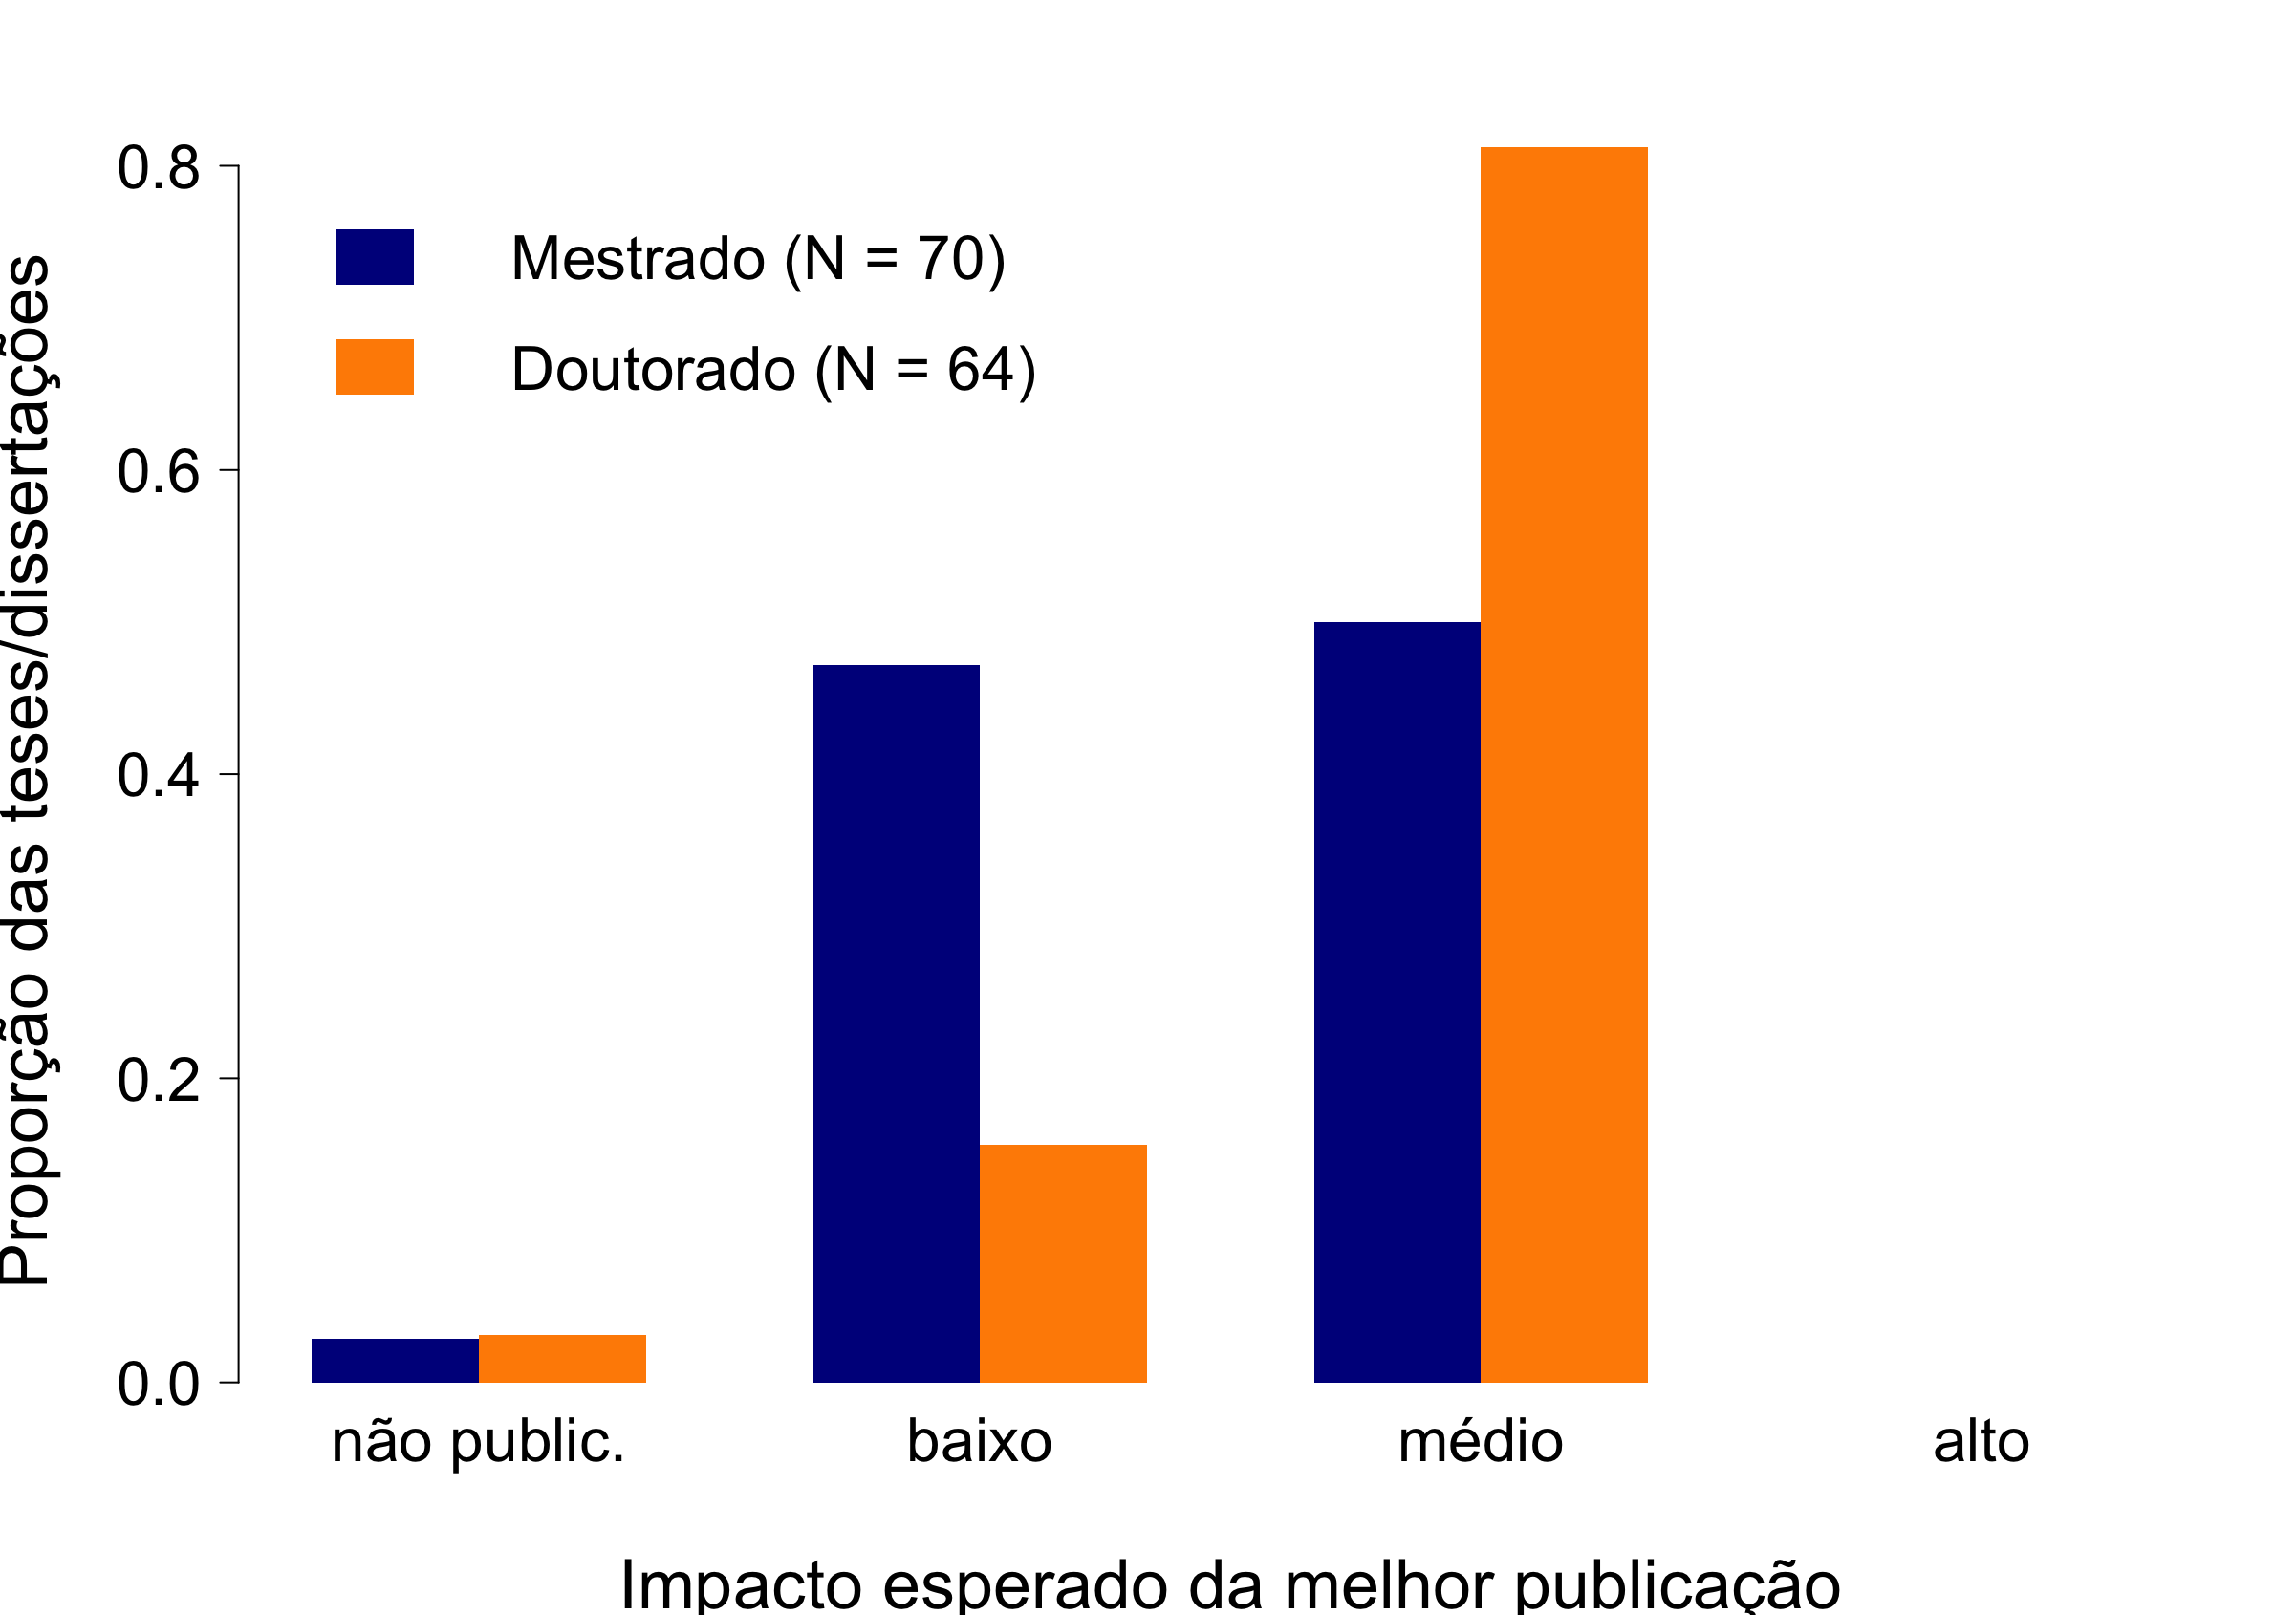 Proporção das teses/dissertações
0.8
0.6
0.4
0.2
0.0
Mestrado (N = 70)
Doutorado (N = 64)
não public.
baixo
médio
alto
Impacto esperado da melhor publicação